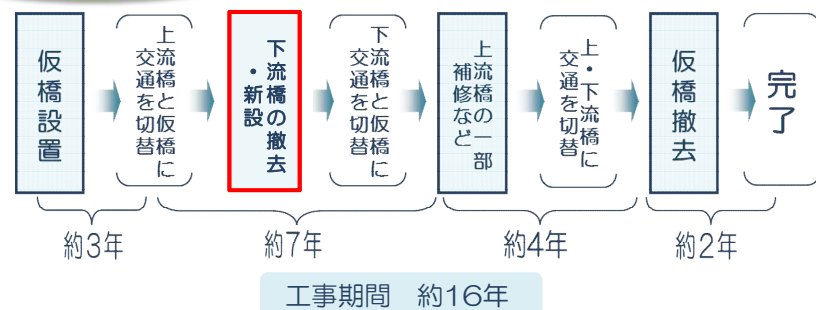 仮橋設置
上流橋と仮橋に
交通を切替
下流橋の撤去
・新設
下流橋と仮橋に
交通を切替
上流橋の一部
補修など
上・下流橋に
交通を切替
仮橋撤去
完了
約3年
約7年
約4年
約2年
工事期間　約16年